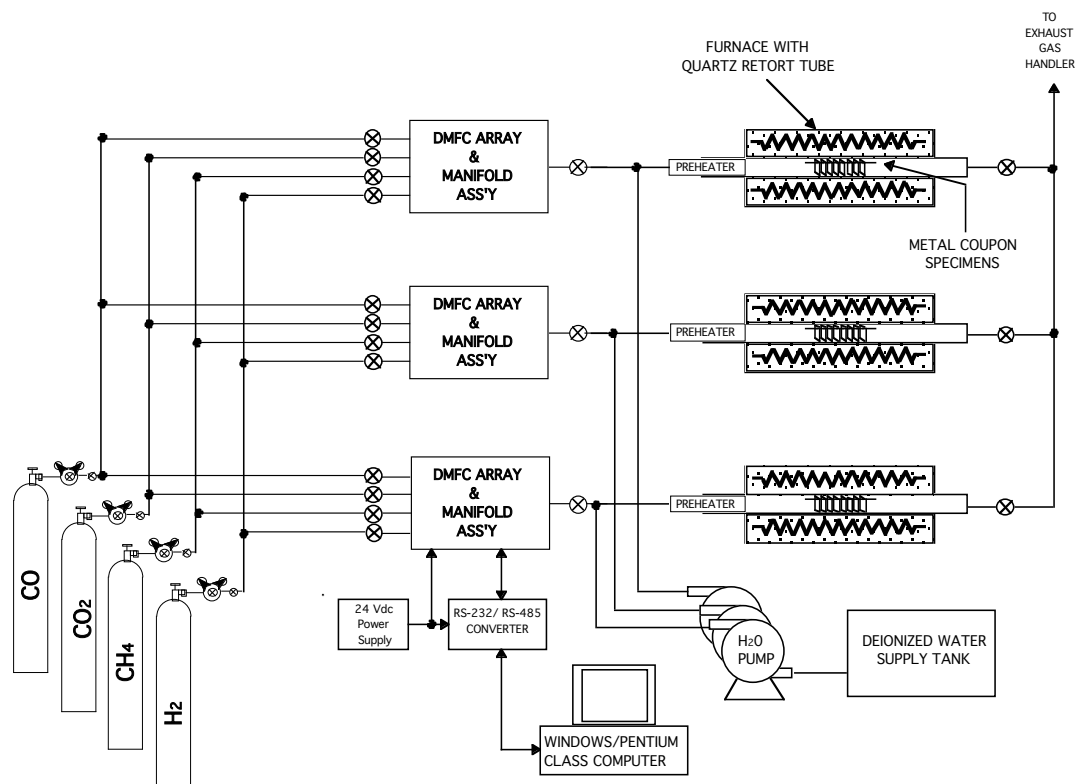 TO
EXHAUST
GAS
HANDLER
FURNACE WITH
QUARTZ RETORT TUBE
DMFC ARRAY
&
MANIFOLD
ASS'Y
PREHEATER
METAL COUPON
SPECIMENS
DMFC ARRAY
&
MANIFOLD
ASS'Y
PREHEATER
DMFC ARRAY
&
MANIFOLD
ASS'Y
PREHEATER
CO
CO2
CH4
H2
24 Vdc
Power
Supply
RS-232/ RS-485
CONVERTER
H2O
PUMP
DEIONIZED WATER
SUPPLY TANK
WINDOWS/PENTIUM
CLASS COMPUTER